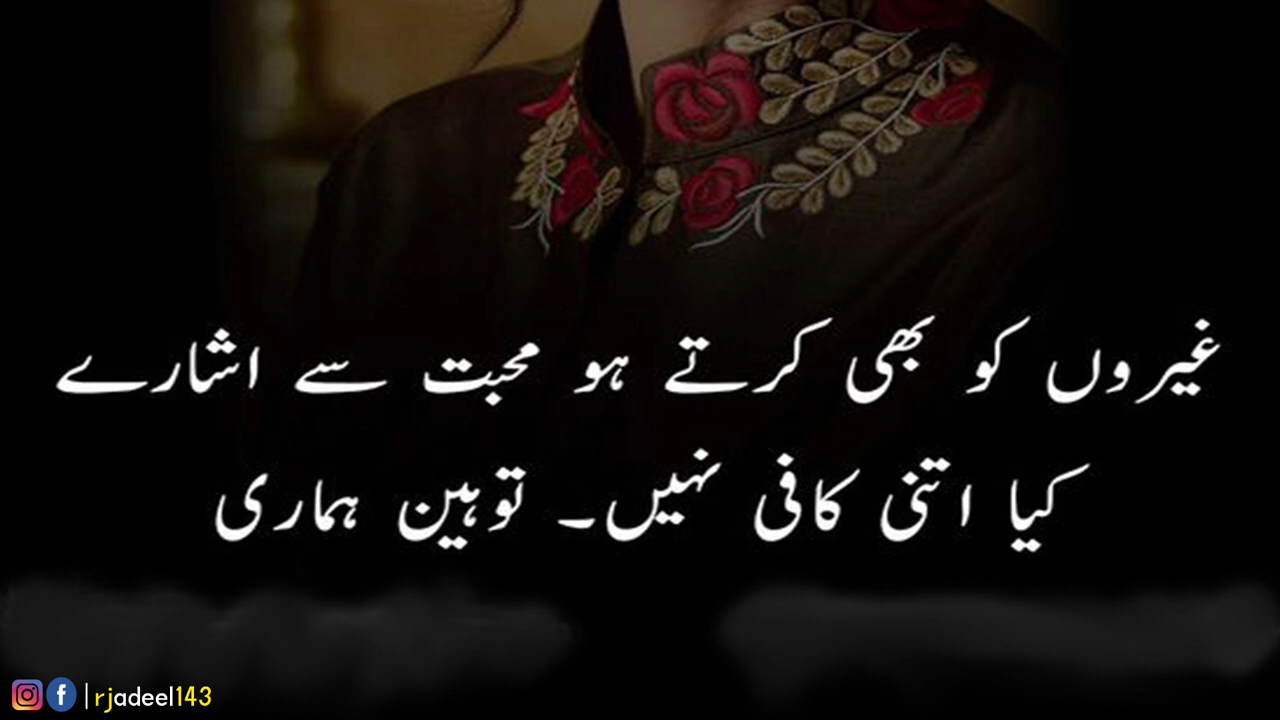 غیروں کو بھی کرتے ہو محبت سے اشارے
کیا اتنی کافی نہیں۔ توہین ہماری
| rjadeel143